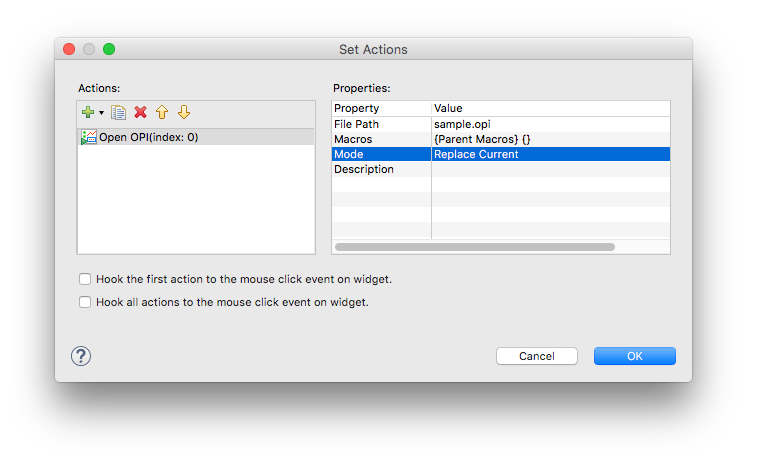 Set Actions
Actions:
Open OPI(index: 0)
Properties:
Property Value
File Path sample.opi
Macros {Parent Macros} {}
Mode Replace Current
Description
Hook the first action to the mouse click event on widget.
Hook all actions to the mouse click event on widget.
? Cancel OK